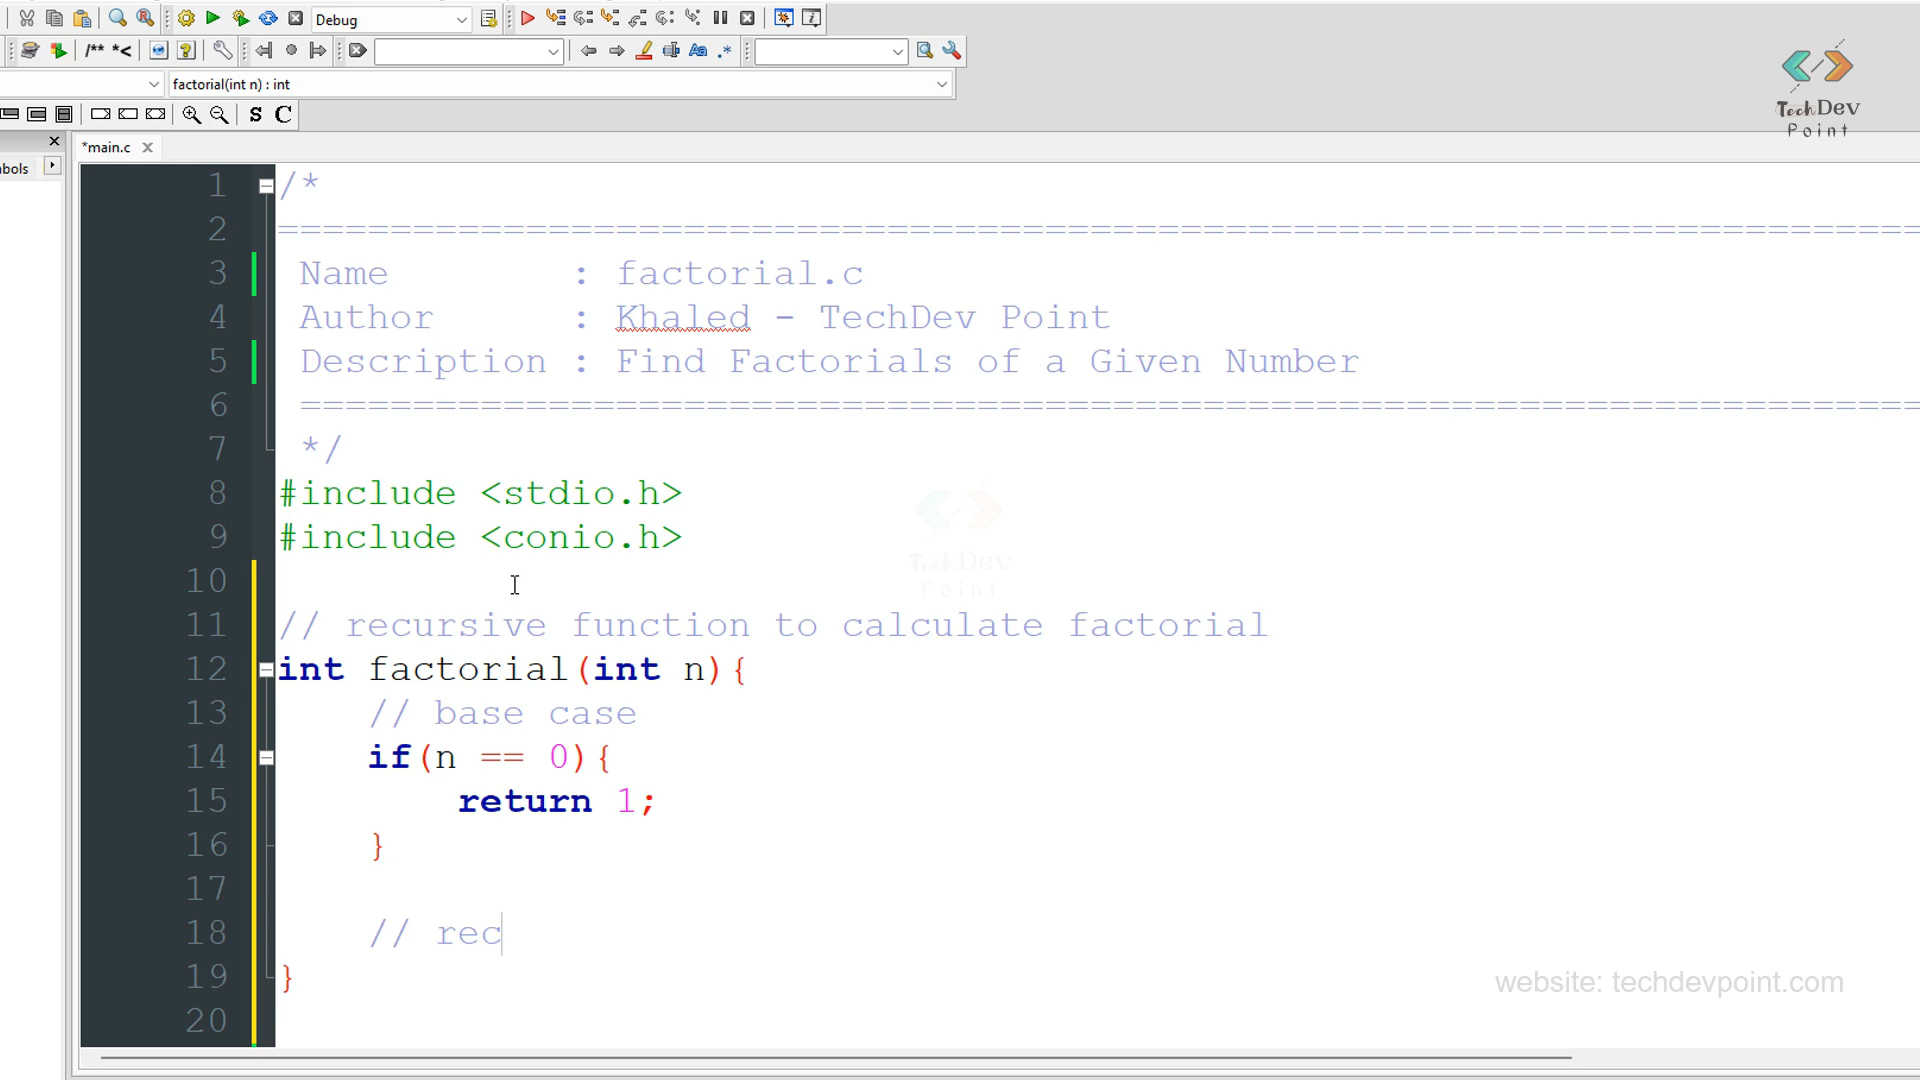 Debug
/** *<
Aa .*
factorial(int n) : int
S C
TechDev
Point
*main.c
bols
1 /*
2 =========================================================================
3 Name : factorial.c
4 Author : Khaled - TechDev Point
5 Description : Find Factorials of a Given Number
6 ========================================================================
7 */
8 #include <stdio.h>
9 #include <conio.h>
10
11 // recursive function to calculate factorial
12 int factorial(int n){
13 // base case
14 if(n == 0){
15 return 1;
16 }
17
18 // rec
19 }
20
TechDev
Point
website: techdevpoint.com